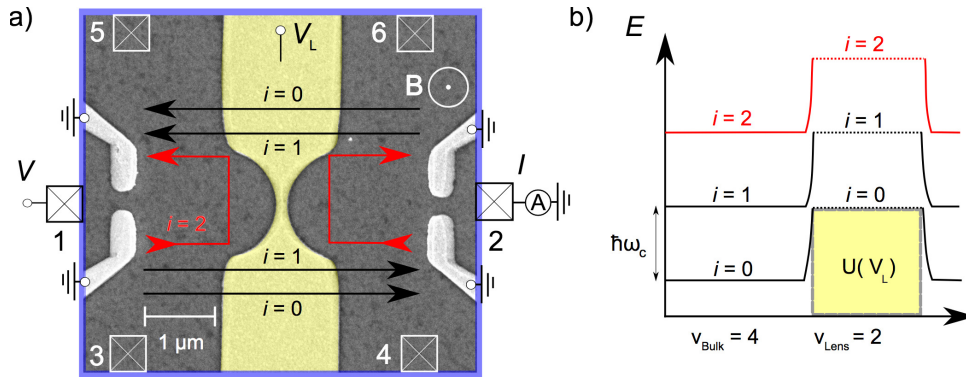 a)
5
6
V_L
B
i = 0
i = 1
V
I
A
i = 2
1
2
i = 1
i = 0
1 μm
3
4
b)
E
i = 2
i = 2
i = 1
i = 1
i = 0
ħω_c
i = 0
U( V_L )
ν_Bulk = 4
ν_Lens = 2